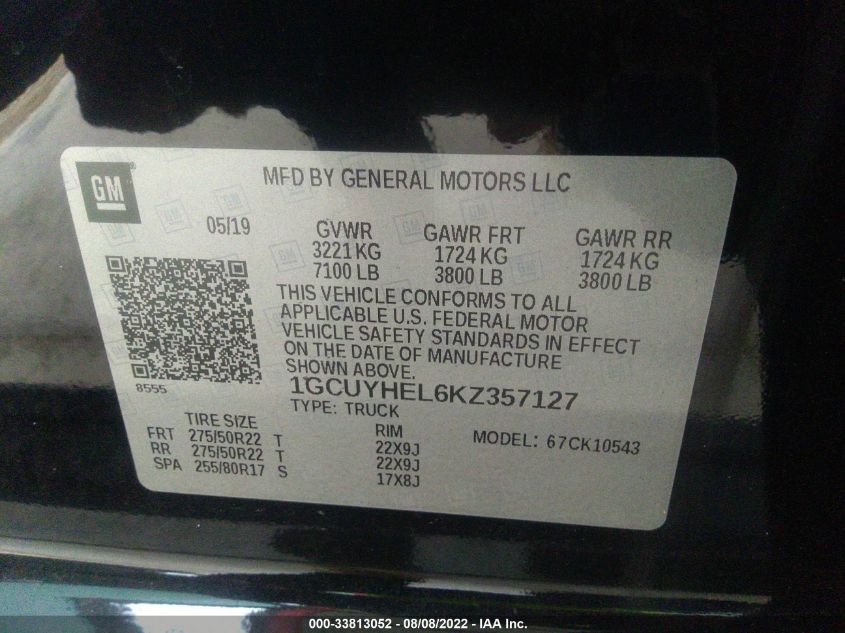 GM
MFD BY GENERAL MOTORS LLC
05/19 GVWR GAWR FRT GAWR RR
3221 KG 1724 KG 1724 KG
7100 LB 3800 LB 3800 LB
THIS VEHICLE CONFORMS TO ALL
APPLICABLE U.S. FEDERAL MOTOR
VEHICLE SAFETY STANDARDS IN EFFECT
ON THE DATE OF MANUFACTURE
SHOWN ABOVE.
8555
1GCUYHEL6KZ357127
TYPE: TRUCK
TIRE SIZE RIM MODEL: 67CK10543
FRT 275/50R22 T 22X9J
RR 275/50R22 T 22X9J
SPA 255/80R17 S 17X8J
000-33813052 - 08/08/2022 - IAA Inc.